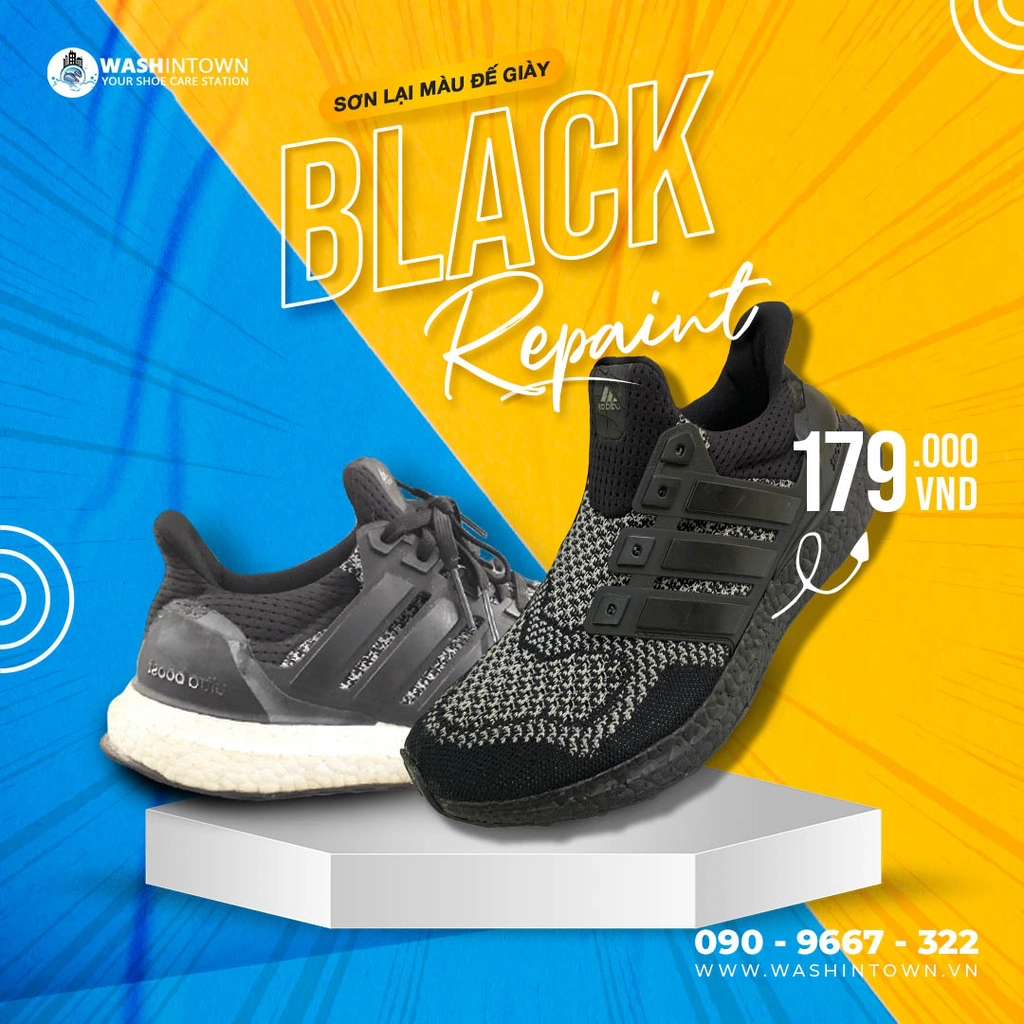 WASHINTOWN
YOUR SHOE CARE STATION
SƠN LẠI MÀU ĐẾ GIÀY
BLACK
Repaint
179.000
VND
090 - 9667 - 322
WWW.WASHINTOWN.VN